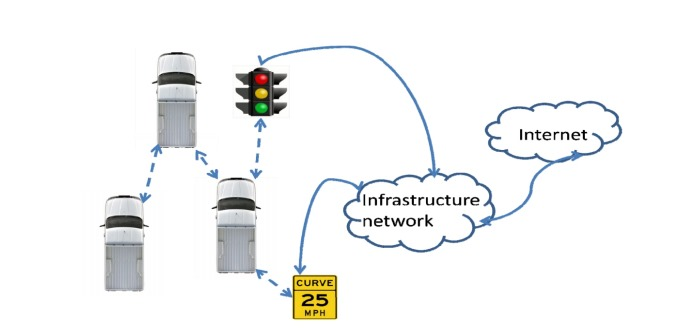 Internet
Infrastructure
network
CURVE
25
MPH